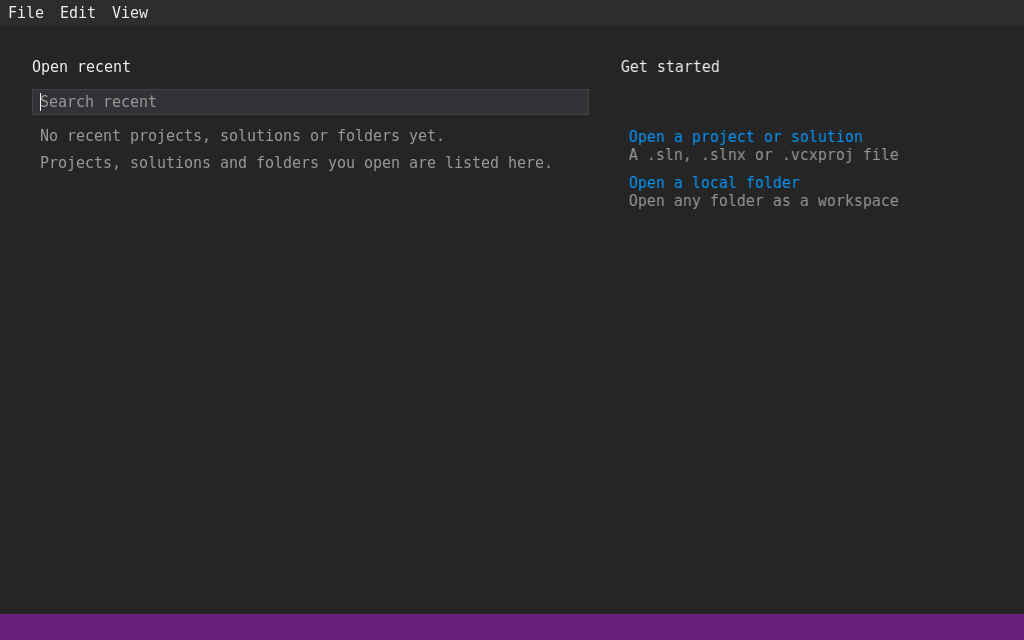 File Edit View
Open recent
Search recent
No recent projects, solutions or folders yet.
Projects, solutions and folders you open are listed here.
Get started
Open a project or solution
A .sln, .slnx or .vcxproj file
Open a local folder
Open any folder as a workspace